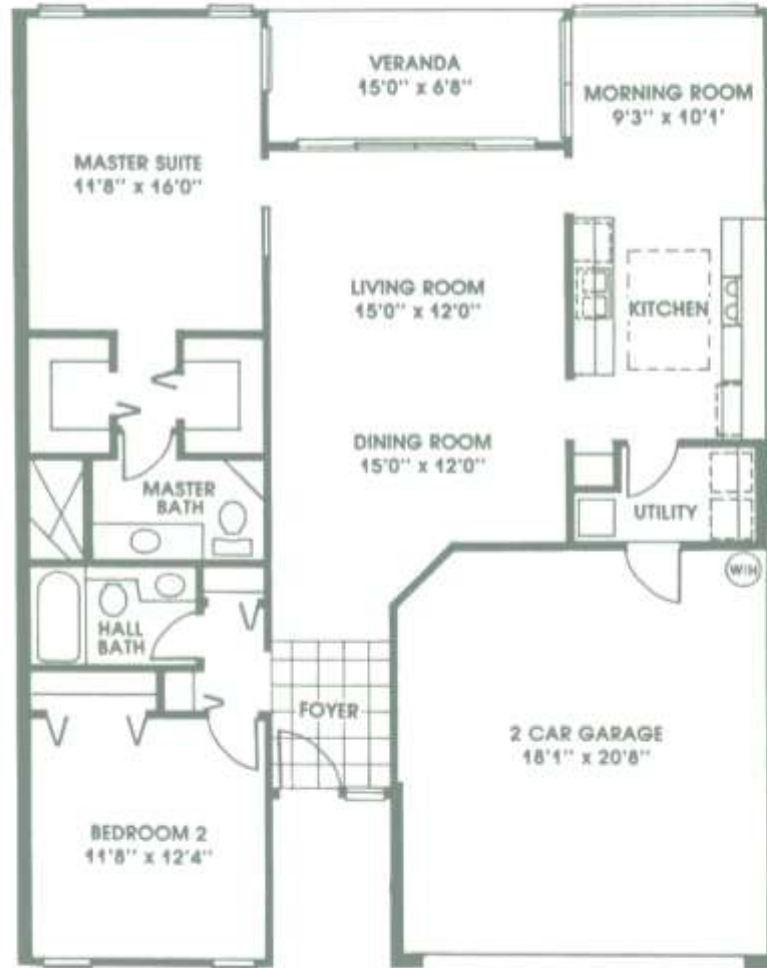 VERANDA
15'0" x 6'8"
MORNING ROOM
9'3" x 10'1'
MASTER SUITE
11'8" x 16'0"
LIVING ROOM
15'0" x 12'0"
KITCHEN
DINING ROOM
15'0" x 12'0"
MASTER
BATH
UTILITY
W/H
HALL
BATH
FOYER
2 CAR GARAGE
18'1" x 20'8"
BEDROOM 2
11'8" x 12'4"